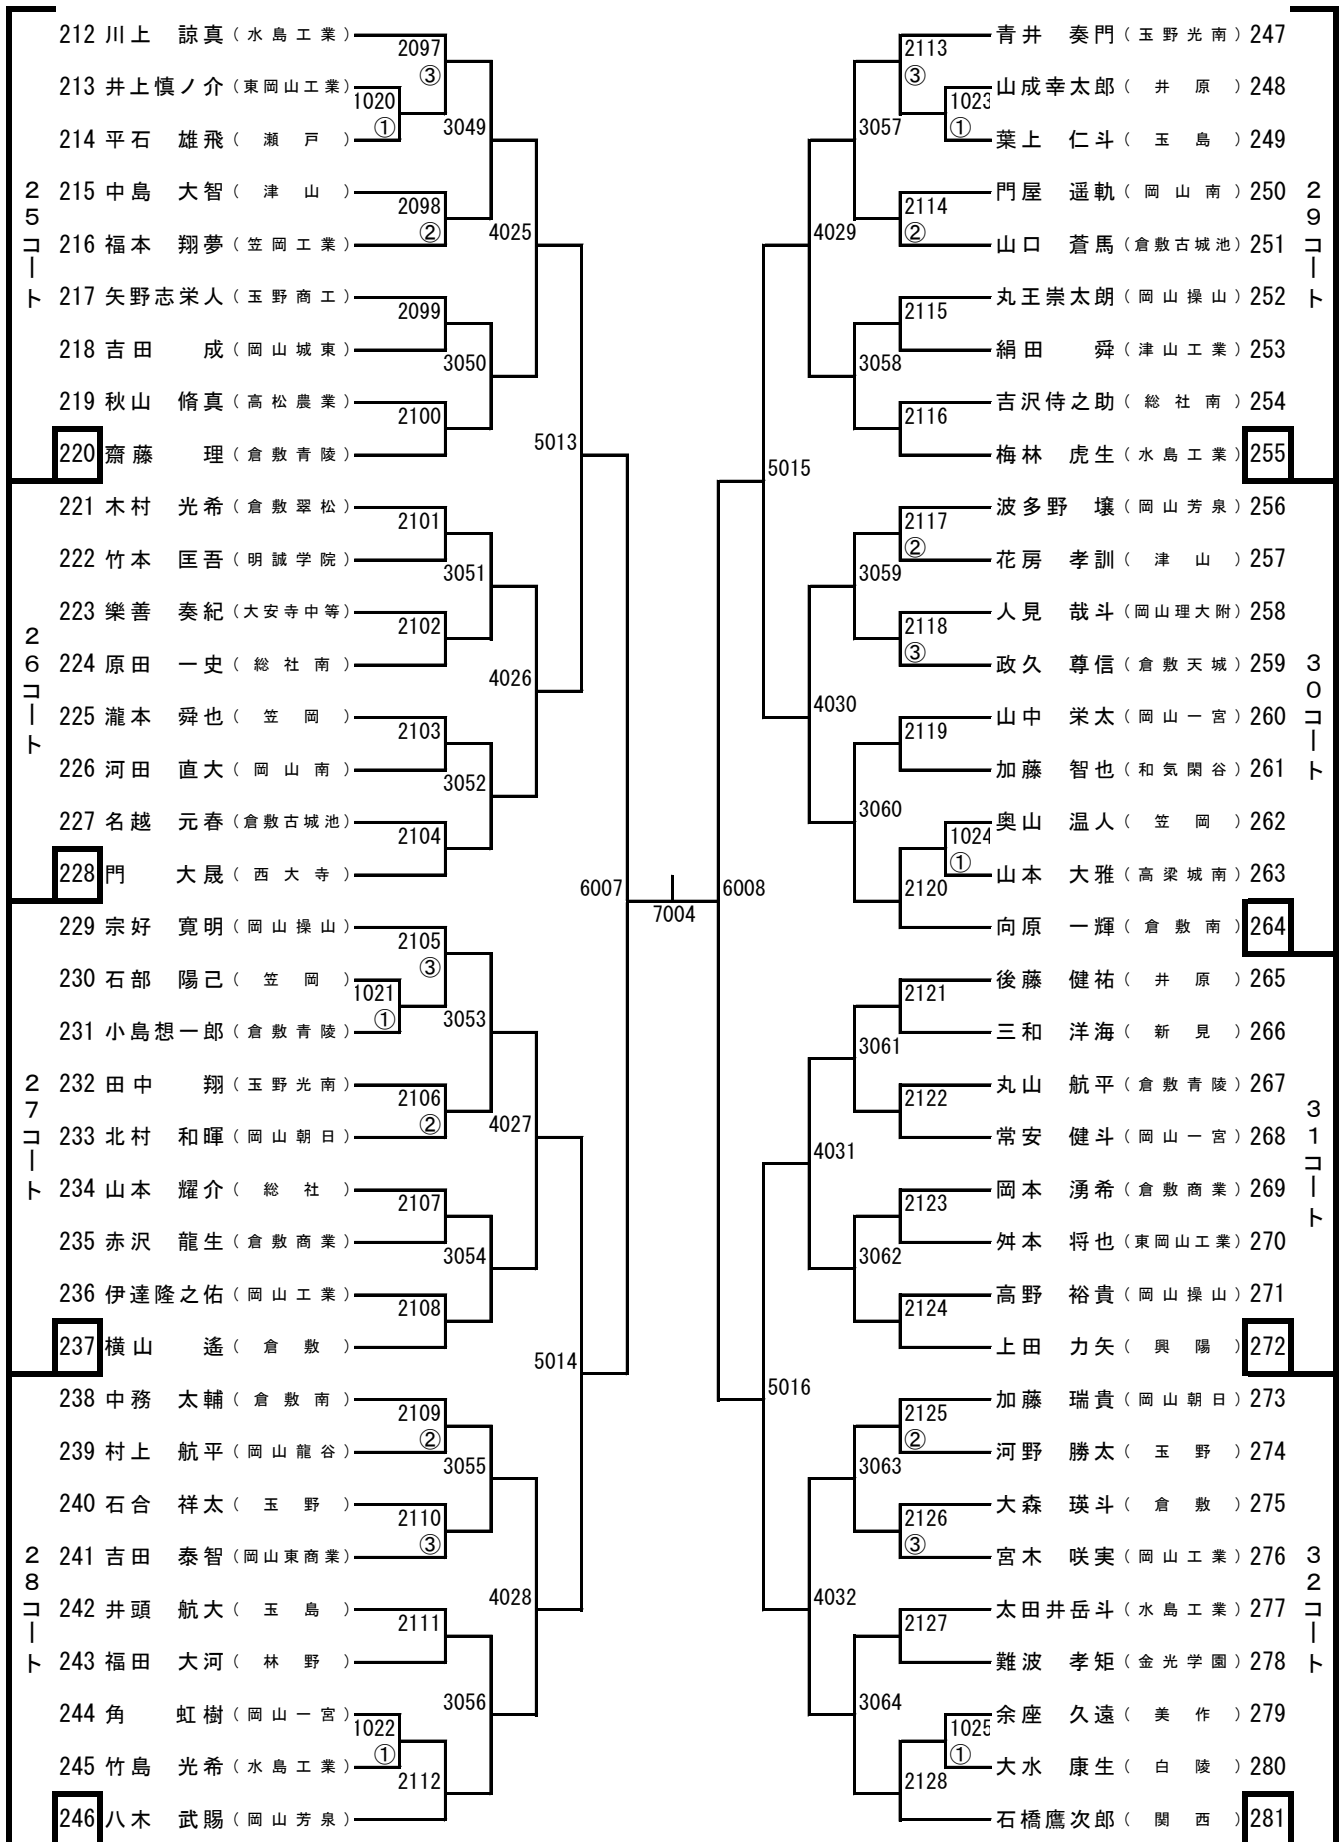 212 川上 諒真（水島工業）
2097
③
213 井上慎ノ介（東岡山工業）
1020
①
3049
214 平石 雄飛（瀬戸）
25コート
215 中島 大智（津山）
2098
②
4025
216 福本 翔夢（笠岡工業）
217 矢野志栄人（玉野商工）
2099
218 吉田 成（岡山城東）
3050
219 秋山 脩真（高松農業）
2100
5013
220 齋藤 理（倉敷青陵）
221 木村 光希（倉敷翠松）
2101
222 竹本 匡吾（明誠学院）
3051
223 樂善 奏紀（大安寺中等）
2102
26コート
224 原田 一史（総社南）
4026
225 瀧本 舜也（笠岡）
2103
226 河田 直大（岡山南）
3052
227 名越 元春（倉敷古城池）
2104
228 門 大晟（西大寺）
6007
7004
229 宗好 寛明（岡山操山）
2105
③
230 石部 陽己（笠岡）
1021
①
3053
231 小島想一郎（倉敷青陵）
27コート
232 田中 翔（玉野光南）
2106
②
4027
233 北村 和暉（岡山朝日）
234 山本 耀介（総社）
2107
235 赤沢 龍生（倉敷商業）
3054
236 伊達隆之佑（岡山工業）
2108
237 横山 遙（倉敷）
5014
238 中務 太輔（倉敷南）
2109
②
239 村上 航平（岡山龍谷）
3055
240 石合 祥太（玉野）
2110
③
241 吉田 泰智（岡山東商業）
28コート
4028
242 井頭 航大（玉島）
2111
243 福田 大河（林野）
3056
244 角 虹樹（岡山一宮）
1022
①
245 竹島 光希（水島工業）
2112
246 八木 武賜（岡山芳泉）
青井 奏門（玉野光南）247
2113
③
山成幸太郎（井原）248
1023
①
3057
葉上 仁斗（玉島）249
29コート
門屋 遥軌（岡山南）250
2114
②
4029
山口 蒼馬（倉敷古城池）251
丸王崇太朗（岡山操山）252
2115
絹田 舜（津山工業）253
3058
吉沢侍之助（総社南）254
2116
梅林 虎生（水島工業）255
5015
波多野 壌（岡山芳泉）256
2117
②
花房 孝訓（津山）257
3059
人見 哉斗（岡山理大附）258
2118
③
政久 尊信（倉敷天城）259
30コート
4030
山中 栄太（岡山一宮）260
2119
加藤 智也（和気閑谷）261
3060
奥山 温人（笠岡）262
1024
①
山本 大雅（高梁城南）263
2120
6008
向原 一輝（倉敷南）264
後藤 健祐（井原）265
2121
三和 洋海（新見）266
3061
丸山 航平（倉敷青陵）267
2122
31コート
常安 健斗（岡山一宮）268
4031
岡本 湧希（倉敷商業）269
2123
舛本 将也（東岡山工業）270
3062
高野 裕貴（岡山操山）271
2124
上田 力矢（興陽）272
5016
加藤 瑞貴（岡山朝日）273
2125
②
河野 勝太（玉野）274
3063
大森 瑛斗（倉敷）275
2126
③
宮木 咲実（岡山工業）276
32コート
4032
太田井岳斗（水島工業）277
2127
難波 孝矩（金光学園）278
3064
余座 久遠（美作）279
1025
①
大水 康生（白陵）280
2128
石橋鷹次郎（関西）281